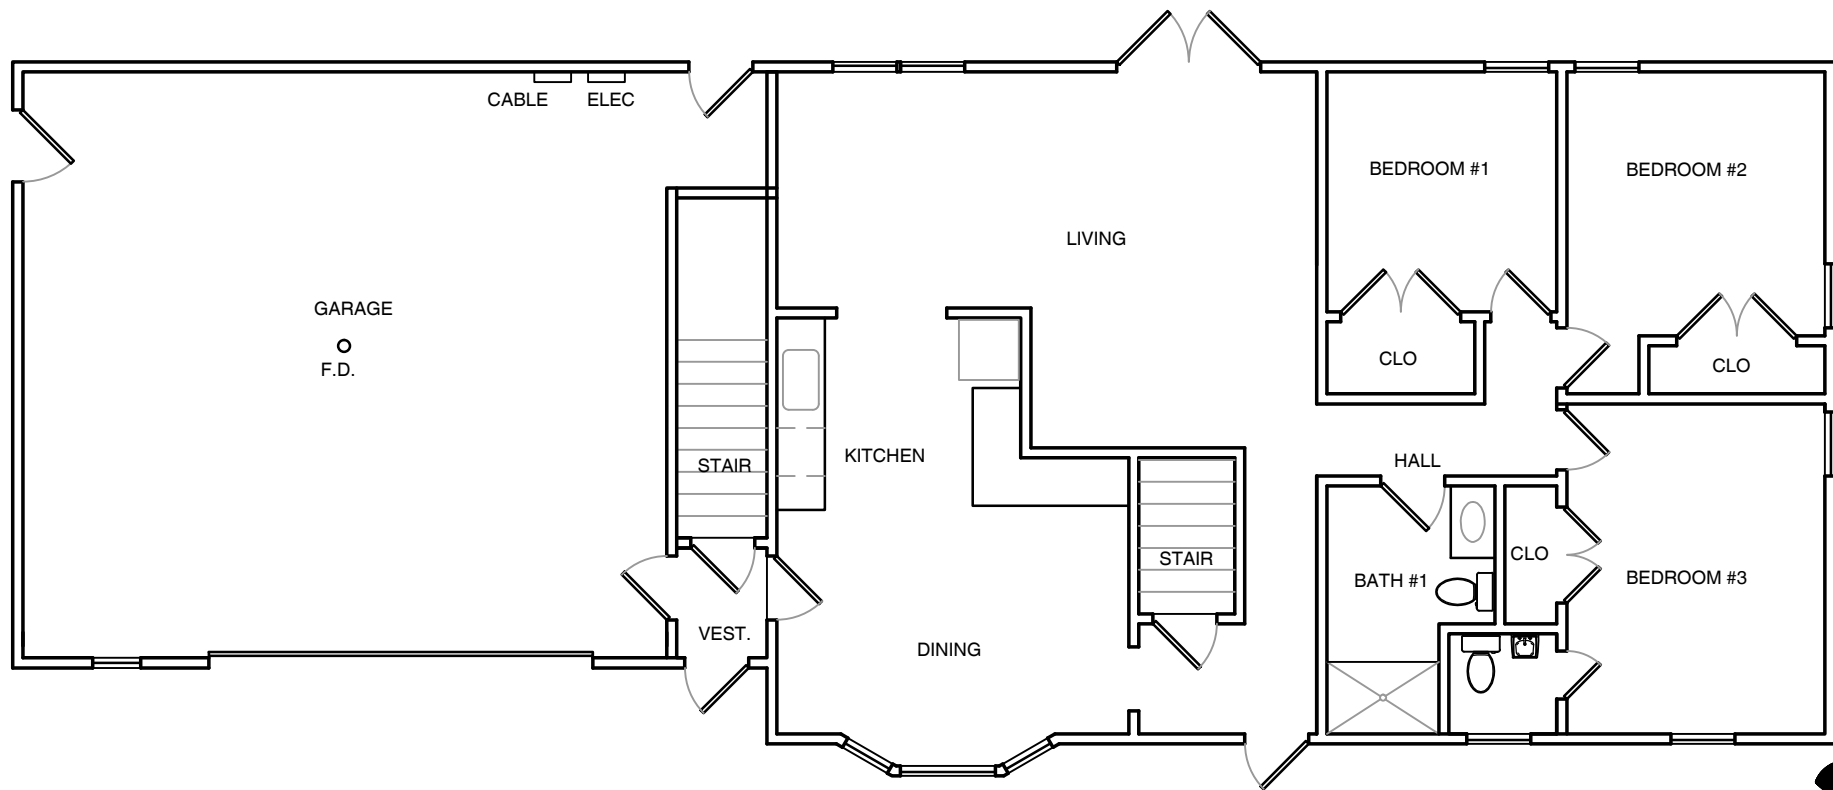 CABLE
ELEC
BEDROOM #1
BEDROOM #2
LIVING
GARAGE
F.D.
CLO
CLO
KITCHEN
STAIR
HALL
STAIR
CLO
BATH #1
BEDROOM #3
VEST.
DINING